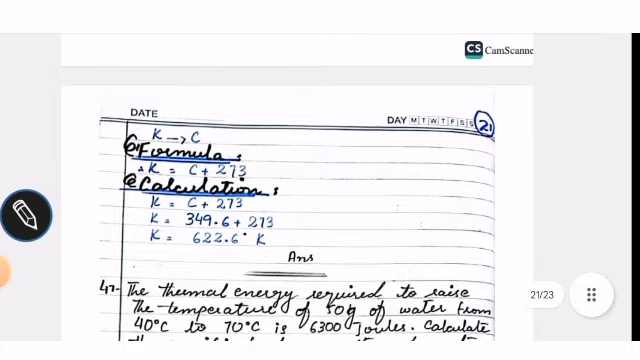 CS CamScanne
DATE
DAY M T W T F S S 21
K → C
Formula :
∴ K = C + 273
Calculation :
K = C + 273
K = 349.6 + 273
K = 622.6° K
Ans
47- The thermal energy required to raise
the temperature of 50g of water from
40°C to 70°C is 6300 Joules. Calculate
21/23